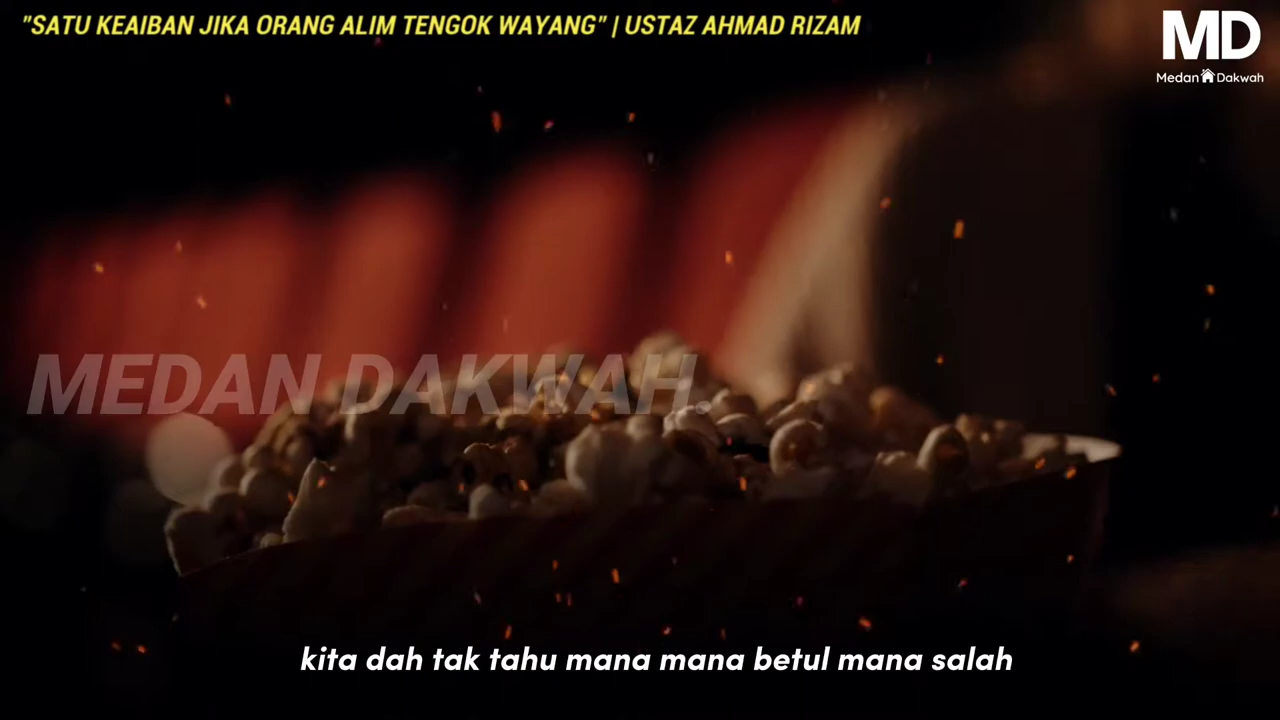 "SATU KEAIBAN JIKA ORANG ALIM TENGOK WAYANG" | USTAZ AHMAD RIZAM
MD
Medan Dakwah
MEDAN DAKWAH.
kita dah tak tahu mana mana betul mana salah